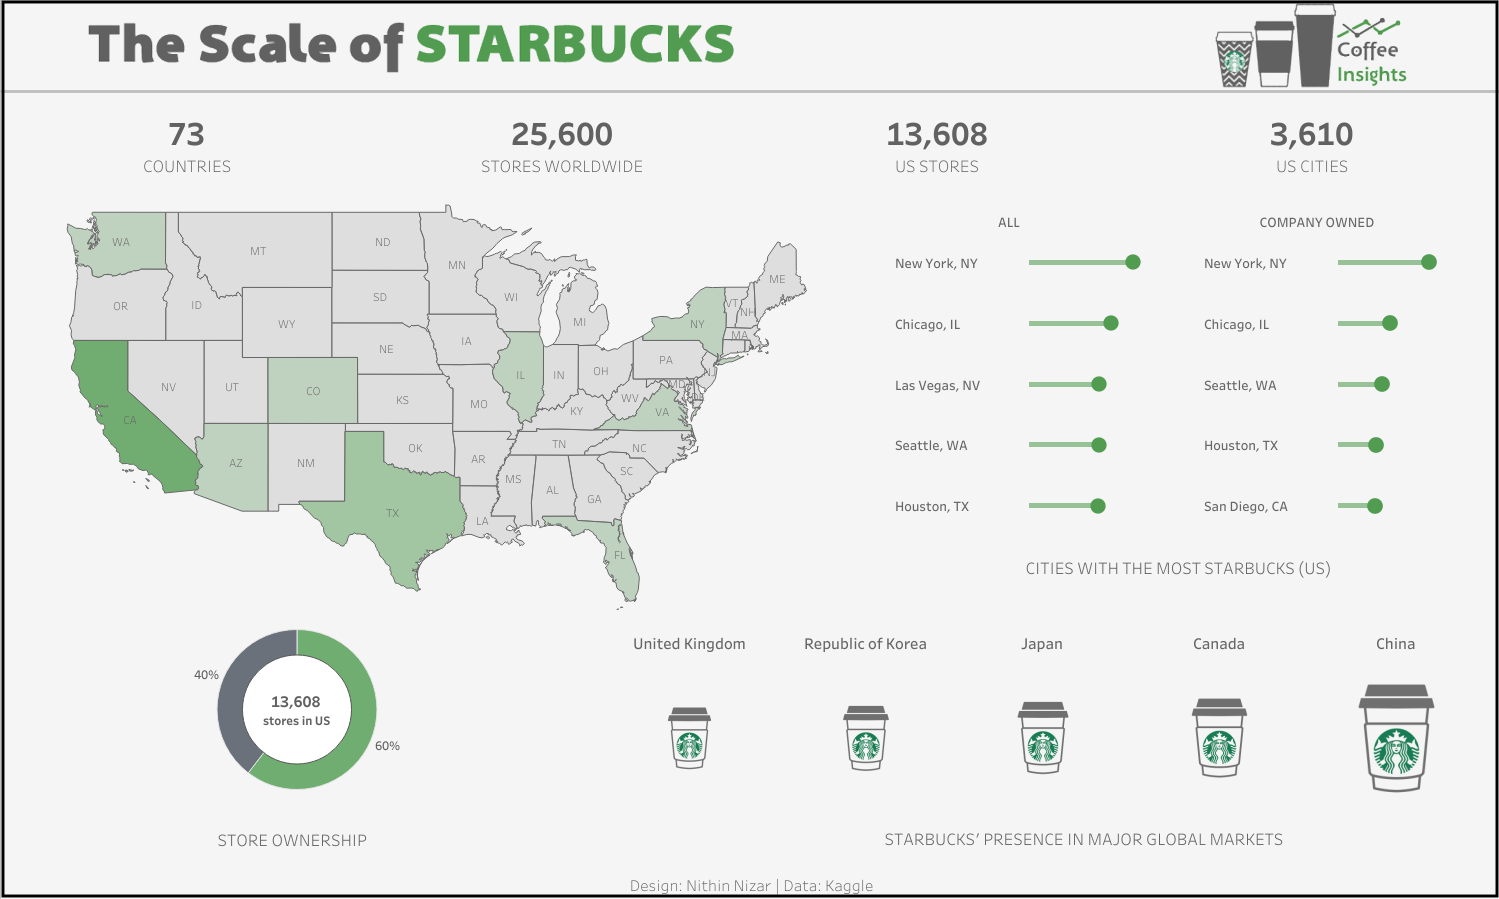 The Scale of STARBUCKS
Coffee
Insights
73
COUNTRIES
25,600
STORES WORLDWIDE
13,608
US STORES
3,610
US CITIES
WA
MT
ND
MN
OR
ID
SD
WI
MI
WY
NE
IA
NY
VT
NH
ME
MA
PA
NJ
NV
UT
CO
KS
MO
IL
IN
OH
WV
MD
DE
VA
KY
CA
AZ
NM
OK
AR
TN
NC
SC
TX
LA
MS
AL
GA
FL
ALL
New York, NY
Chicago, IL
Las Vegas, NV
Seattle, WA
Houston, TX
COMPANY OWNED
New York, NY
Chicago, IL
Seattle, WA
Houston, TX
San Diego, CA
CITIES WITH THE MOST STARBUCKS (US)
40%
13,608
stores in US
60%
STORE OWNERSHIP
United Kingdom
Republic of Korea
Japan
Canada
China
STARBUCKS’ PRESENCE IN MAJOR GLOBAL MARKETS
Design: Nithin Nizar | Data: Kaggle